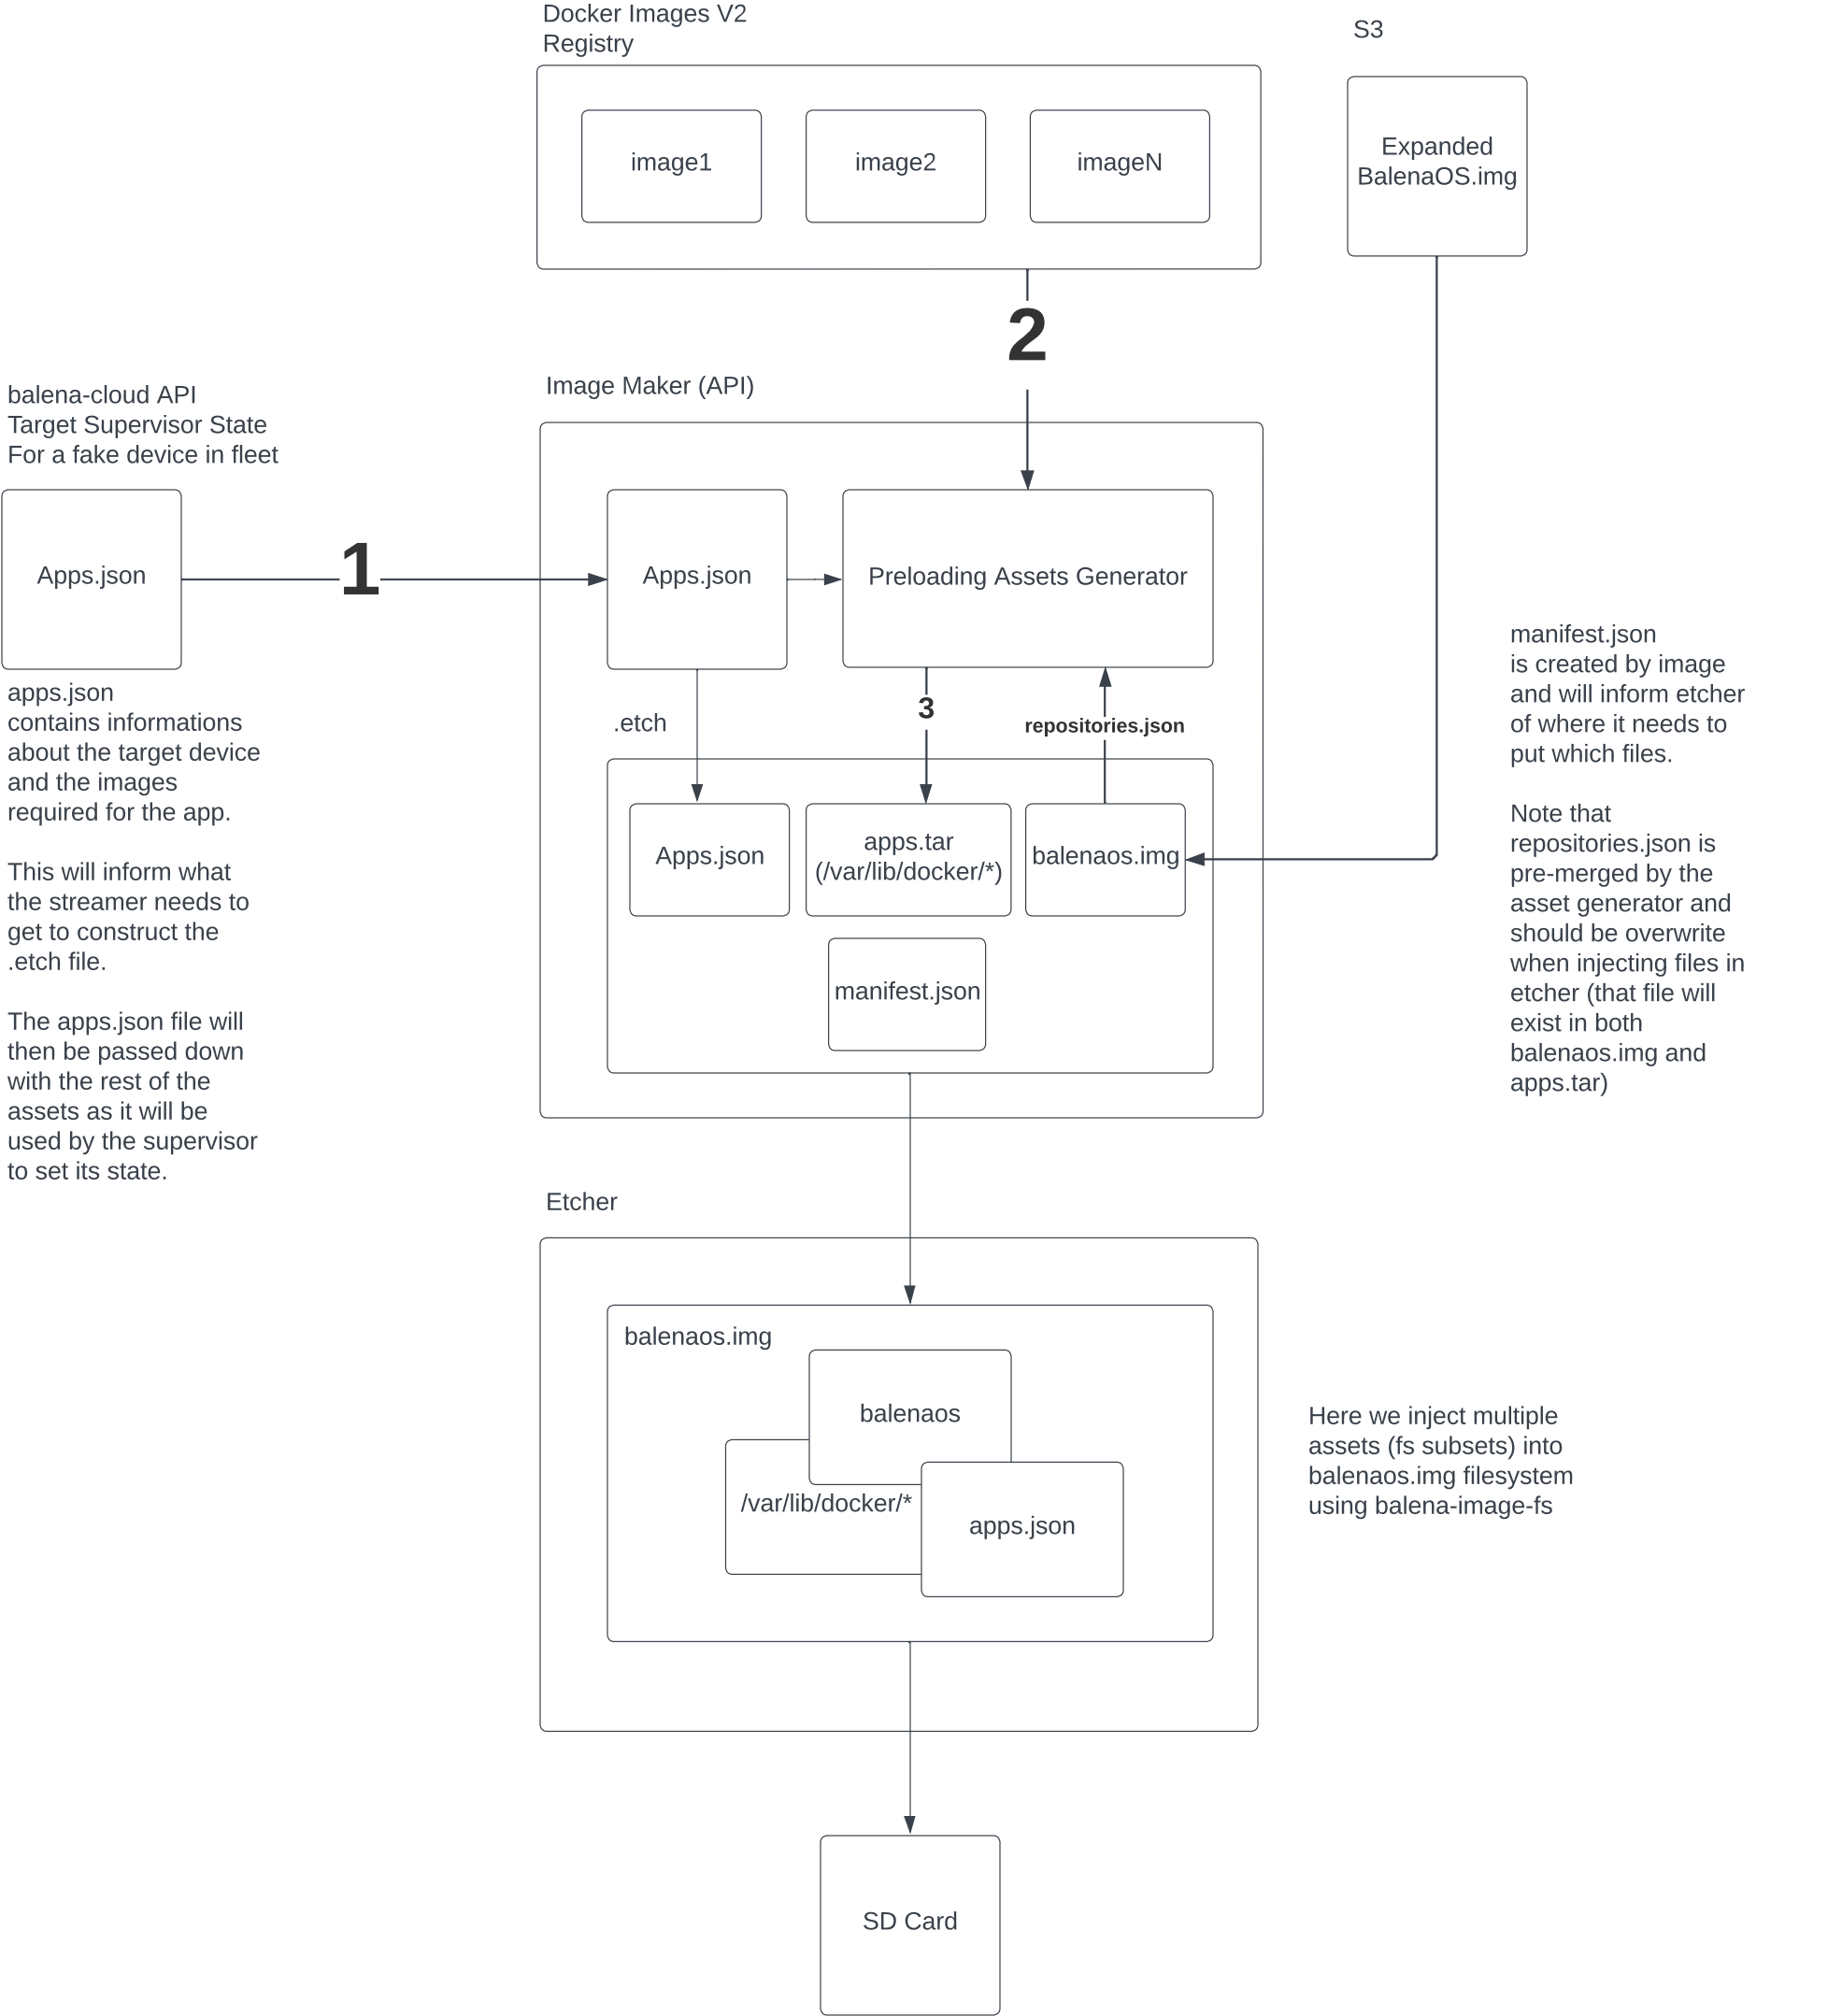 Docker Images V2
Registry
S3
image1
image2
imageN
Expanded
BalenaOS.img
2
balena-cloud API
Target Supervisor State
For a fake device in fleet
Image Maker (API)
Apps.json
1
Apps.json
Preloading Assets Generator
apps.json
contains informations
about the target device
and the images
required for the app.
This will inform what
the streamer needs to
get to construct the
.etch file.
The apps.json file will
then be passed down
with the rest of the
assets as it will be
used by the supervisor
to set its state.
.etch
3
repositories.json
Apps.json
apps.tar
(/var/lib/docker/*)
balenaos.img
manifest.json
manifest.json
is created by image
and will inform etcher
of where it needs to
put which files.
Note that
repositories.json is
pre-merged by the
asset generator and
should be overwrite
when injecting files in
etcher (that file will
exist in both
balenaos.img and
apps.tar)
Etcher
balenaos.img
balenaos
/var/lib/docker/*
apps.json
Here we inject multiple
assets (fs subsets) into
balenaos.img filesystem
using balena-image-fs
SD Card